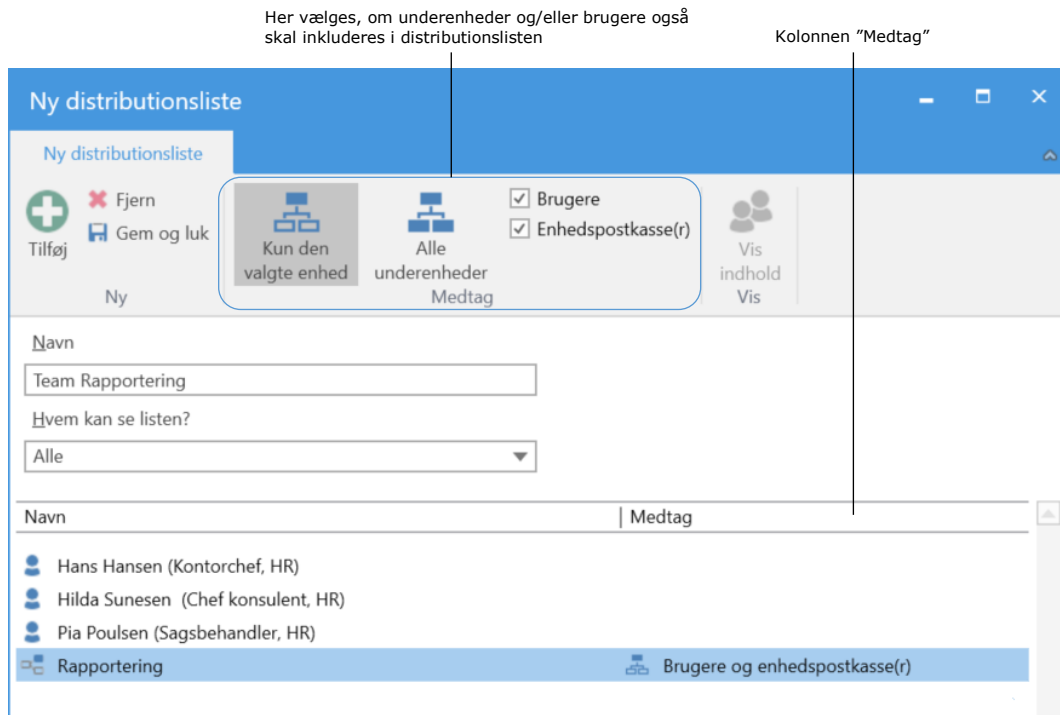 Her vælges, om underenheder og/eller brugere også
skal inkluderes i distributionslisten
Kolonnen ”Medtag”
Ny distributionsliste
Ny distributionsliste
Tilføj
Fjern
Gem og luk
Ny
Kun den
valgte enhed
Alle
underenheder
Brugere
Enhedspostkasse(r)
Medtag
Vis
indhold
Vis
Navn
Team Rapportering
Hvem kan se listen?
Alle
Navn
Medtag
Hans Hansen (Kontorchef, HR)
Hilda Sunesen (Chef konsulent, HR)
Pia Poulsen (Sagsbehandler, HR)
Rapportering
Brugere og enhedspostkasse(r)